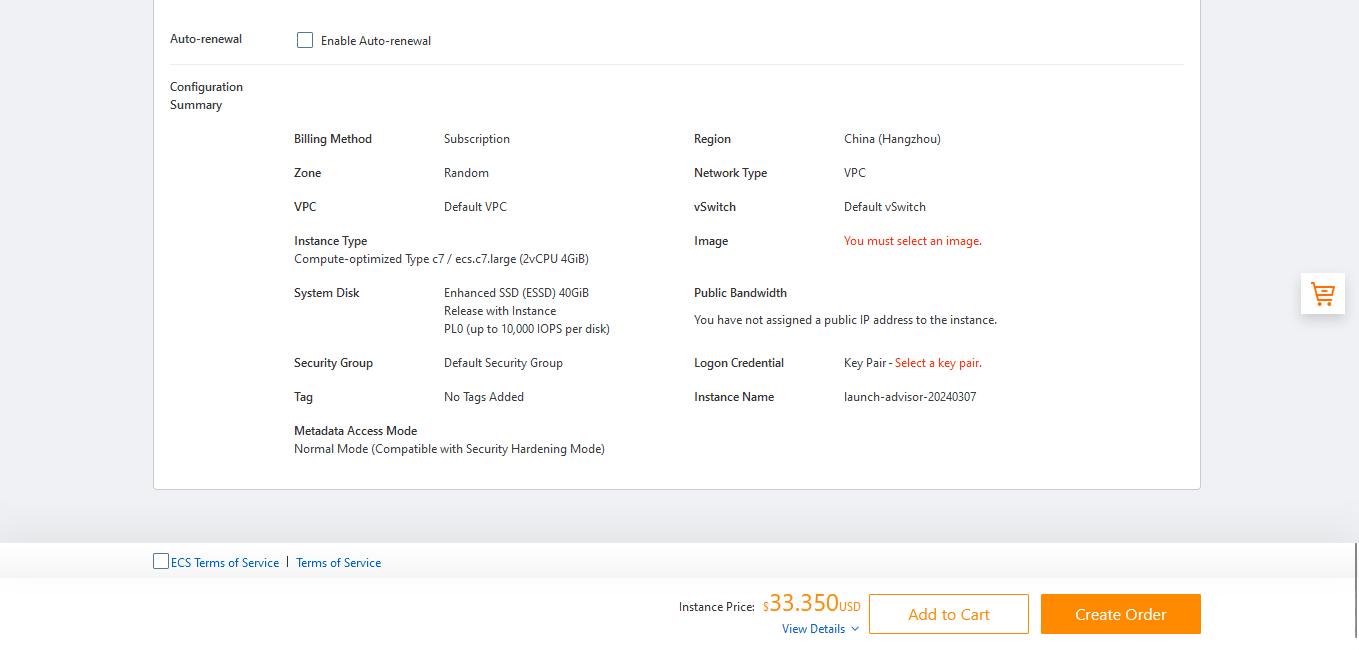 Auto-renewal
Enable Auto-renewal
Configuration
Summary
Billing Method
Subscription
Region
China (Hangzhou)
Zone
Random
Network Type
VPC
VPC
Default VPC
vSwitch
Default vSwitch
Instance Type
Compute-optimized Type c7 / ecs.c7.large (2vCPU 4GiB)
Image
You must select an image.
System Disk
Enhanced SSD (ESSD) 40GiB
Release with Instance
PL0 (up to 10,000 IOPS per disk)
Public Bandwidth
You have not assigned a public IP address to the instance.
Security Group
Default Security Group
Logon Credential
Key Pair - Select a key pair.
Tag
No Tags Added
Instance Name
launch-advisor-20240307
Metadata Access Mode
Normal Mode (Compatible with Security Hardening Mode)
ECS Terms of Service | Terms of Service
Instance Price: $33.350USD
View Details
Add to Cart
Create Order